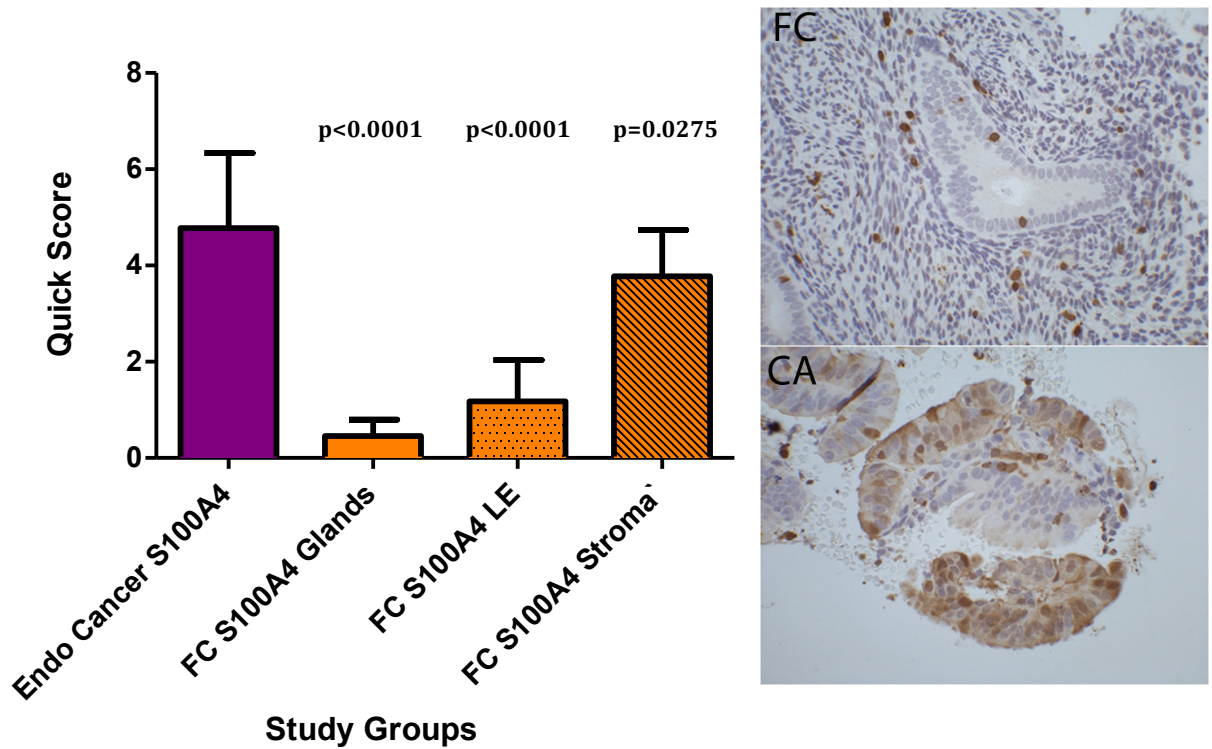 Quick Score
8
6
4
2
0
p<0.0001
p<0.0001
p=0.0275
Endo Cancer S100A4
FC S100A4 Glands
FC S100A4 LE
FC S100A4 Stroma`
Study Groups
FC
CA